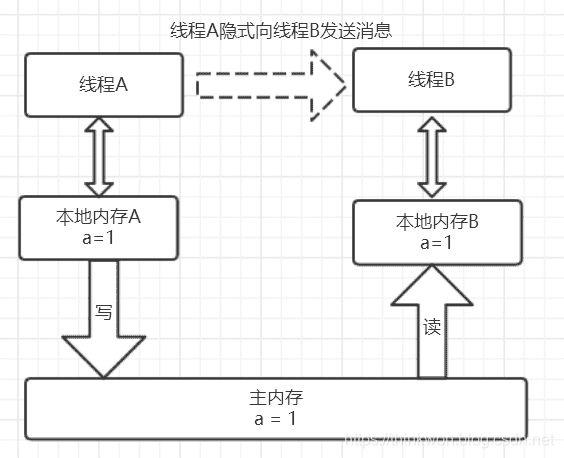 线程A隐式向线程B发送消息
线程A
线程B
本地内存A
a=1
本地内存B
a=1
写
读
主内存
a = 1
https://thinkwon.blog.csdn.net